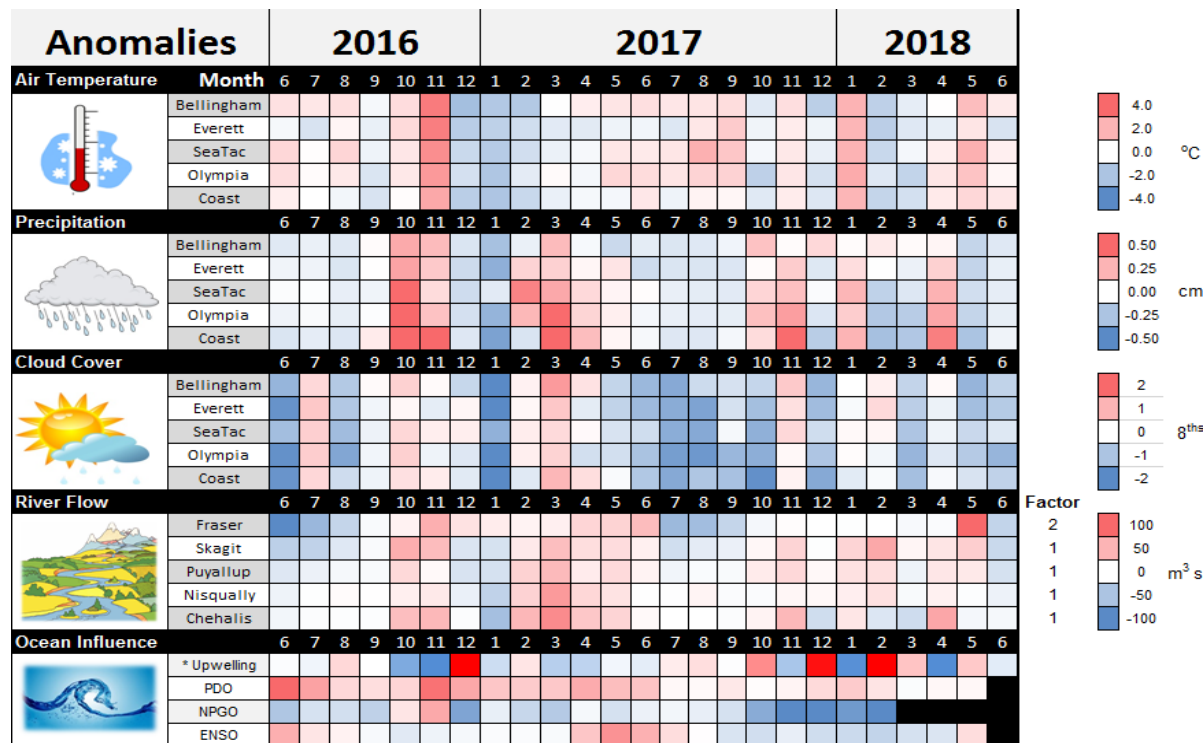 Anomalies 2016 2017 2018
Air Temperature Month 6 7 8 9 10 11 12 1 2 3 4 5 6 7 8 9 10 11 12 1 2 3 4 5 6
Bellingham 4.0
Everett 2.0
SeaTac 0.0 °C
Olympia -2.0
Coast -4.0
Precipitation 6 7 8 9 10 11 12 1 2 3 4 5 6 7 8 9 10 11 12 1 2 3 4 5 6
Bellingham 0.50
Everett 0.25
SeaTac 0.00 cm
Olympia -0.25
Coast -0.50
Cloud Cover 6 7 8 9 10 11 12 1 2 3 4 5 6 7 8 9 10 11 12 1 2 3 4 5 6
Bellingham 2
Everett 1
SeaTac 0 8ths
Olympia -1
Coast -2
River Flow 6 7 8 9 10 11 12 1 2 3 4 5 6 7 8 9 10 11 12 1 2 3 4 5 6 Factor
Fraser 2 100
Skagit 1 50
Puyallup 1 0 m3 s
Nisqually 1 -50
Chehalis 1 -100
Ocean Influence 6 7 8 9 10 11 12 1 2 3 4 5 6 7 8 9 10 11 12 1 2 3 4 5 6
* Upwelling
PDO
NPGO
ENSO